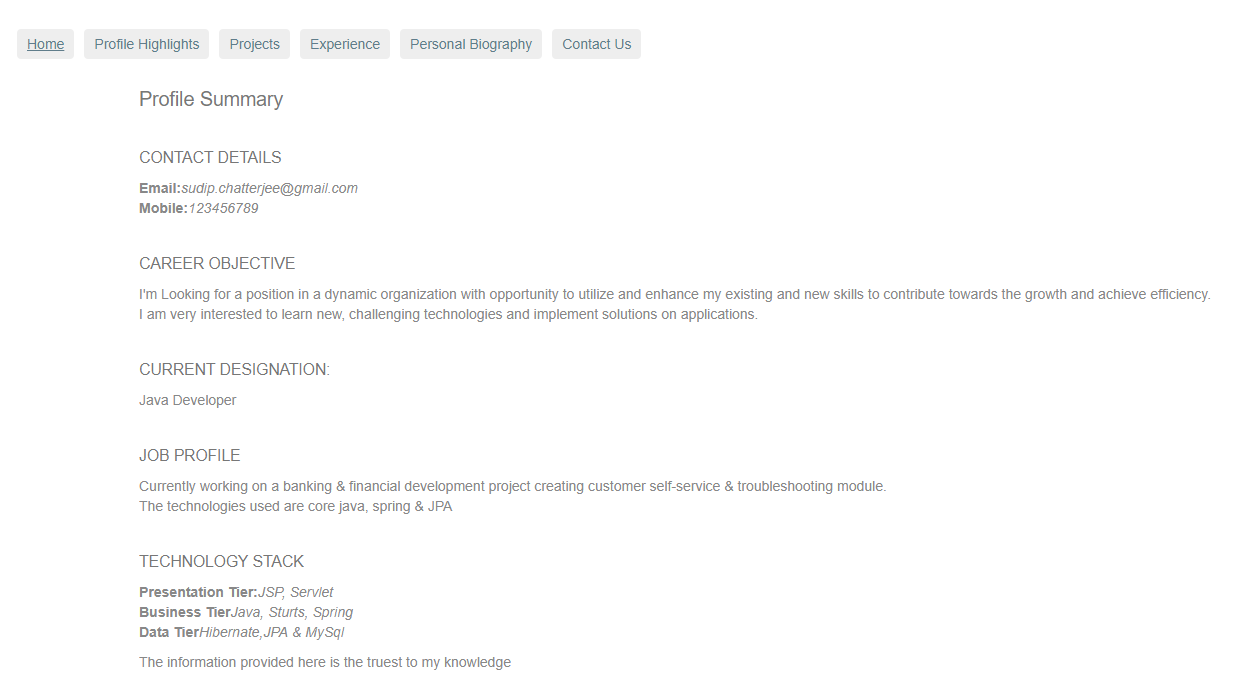 Home Profile Highlights Projects Experience Personal Biography Contact Us
Profile Summary
CONTACT DETAILS
Email:sudip.chatterjee@gmail.com
Mobile:123456789
CAREER OBJECTIVE
I'm Looking for a position in a dynamic organization with opportunity to utilize and enhance my existing and new skills to contribute towards the growth and achieve efficiency.
I am very interested to learn new, challenging technologies and implement solutions on applications.
CURRENT DESIGNATION:
Java Developer
JOB PROFILE
Currently working on a banking & financial development project creating customer self-service & troubleshooting module.
The technologies used are core java, spring & JPA
TECHNOLOGY STACK
Presentation Tier:JSP, Servlet
Business TierJava, Sturts, Spring
Data TierHibernate,JPA & MySql
The information provided here is the truest to my knowledge